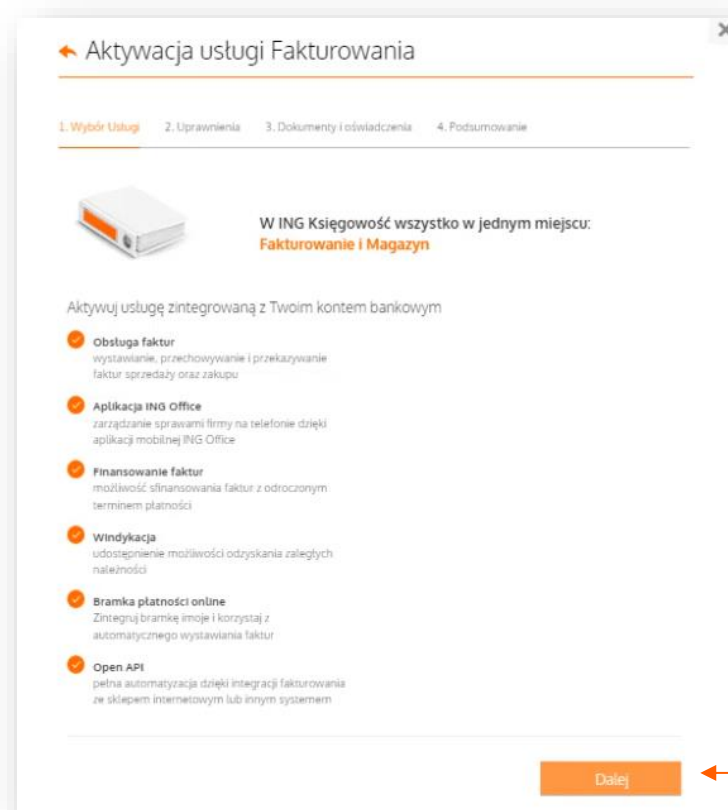 Aktywacja usługi Fakturowania
1. Wybór Usługi 2. Uprawnienia 3. Dokumenty i oświadczenia 4. Podsumowanie
W ING Księgowość wszystko w jednym miejscu:
Fakturowanie i Magazyn
Aktywuj usługę zintegrowaną z Twoim kontem bankowym
Obsługa faktur
wystawianie, przechowywanie i przekazywanie
faktur sprzedaży oraz zakupu
Aplikacja ING Office
zarządzanie sprawami firmy na telefonie dzięki
aplikacji mobilnej ING Office
Finansowanie faktur
możliwość sfinansowania faktur z odroczonym
terminem płatności
Windykacja
udostępnienie możliwości odzyskania zaległych
należności
Bramka płatności online
Zintegruj bramkę imoje i korzystaj z
automatycznego wystawiania faktur
Open API
pełna automatyzacja dzięki integracji fakturowania
ze sklepem internetowym lub innym systemem
Dalej